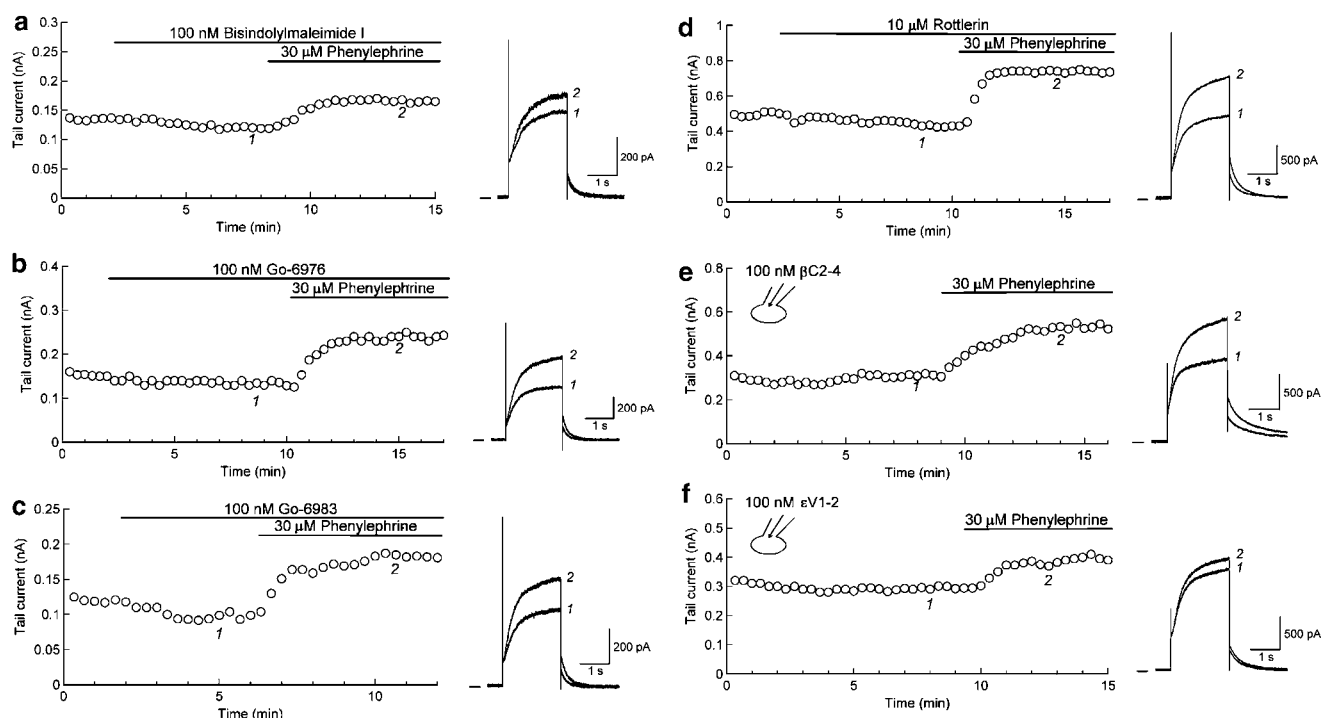 a
100 nM Bisindolylmaleimide I
30 μM Phenylephrine
Tail current (nA)
0.3
0.25
0.2
0.15
0.1
0.05
0
1
2
0
5
10
15
Time (min)
2
1
200 pA
1 s
b
100 nM Go-6976
30 μM Phenylephrine
Tail current (nA)
0.4
0.3
0.2
0.1
0
1
2
0
5
10
15
Time (min)
2
1
200 pA
1 s
c
100 nM Go-6983
30 μM Phenylephrine
Tail current (nA)
0.25
0.2
0.15
0.1
0.05
0
1
2
0
5
10
Time (min)
2
1
200 pA
1 s
d
10 μM Rottlerin
30 μM Phenylephrine
Tail current (nA)
1
0.8
0.6
0.4
0.2
0
1
2
0
5
10
15
Time (min)
2
1
500 pA
1 s
e
100 nM βC2-4
30 μM Phenylephrine
Tail current (nA)
0.8
0.6
0.4
0.2
0
1
2
0
5
10
15
Time (min)
2
1
500 pA
1 s
f
100 nM εV1-2
30 μM Phenylephrine
Tail current (nA)
0.6
0.5
0.4
0.3
0.2
0.1
0
1
2
0
5
10
15
Time (min)
2
1
500 pA
1 s